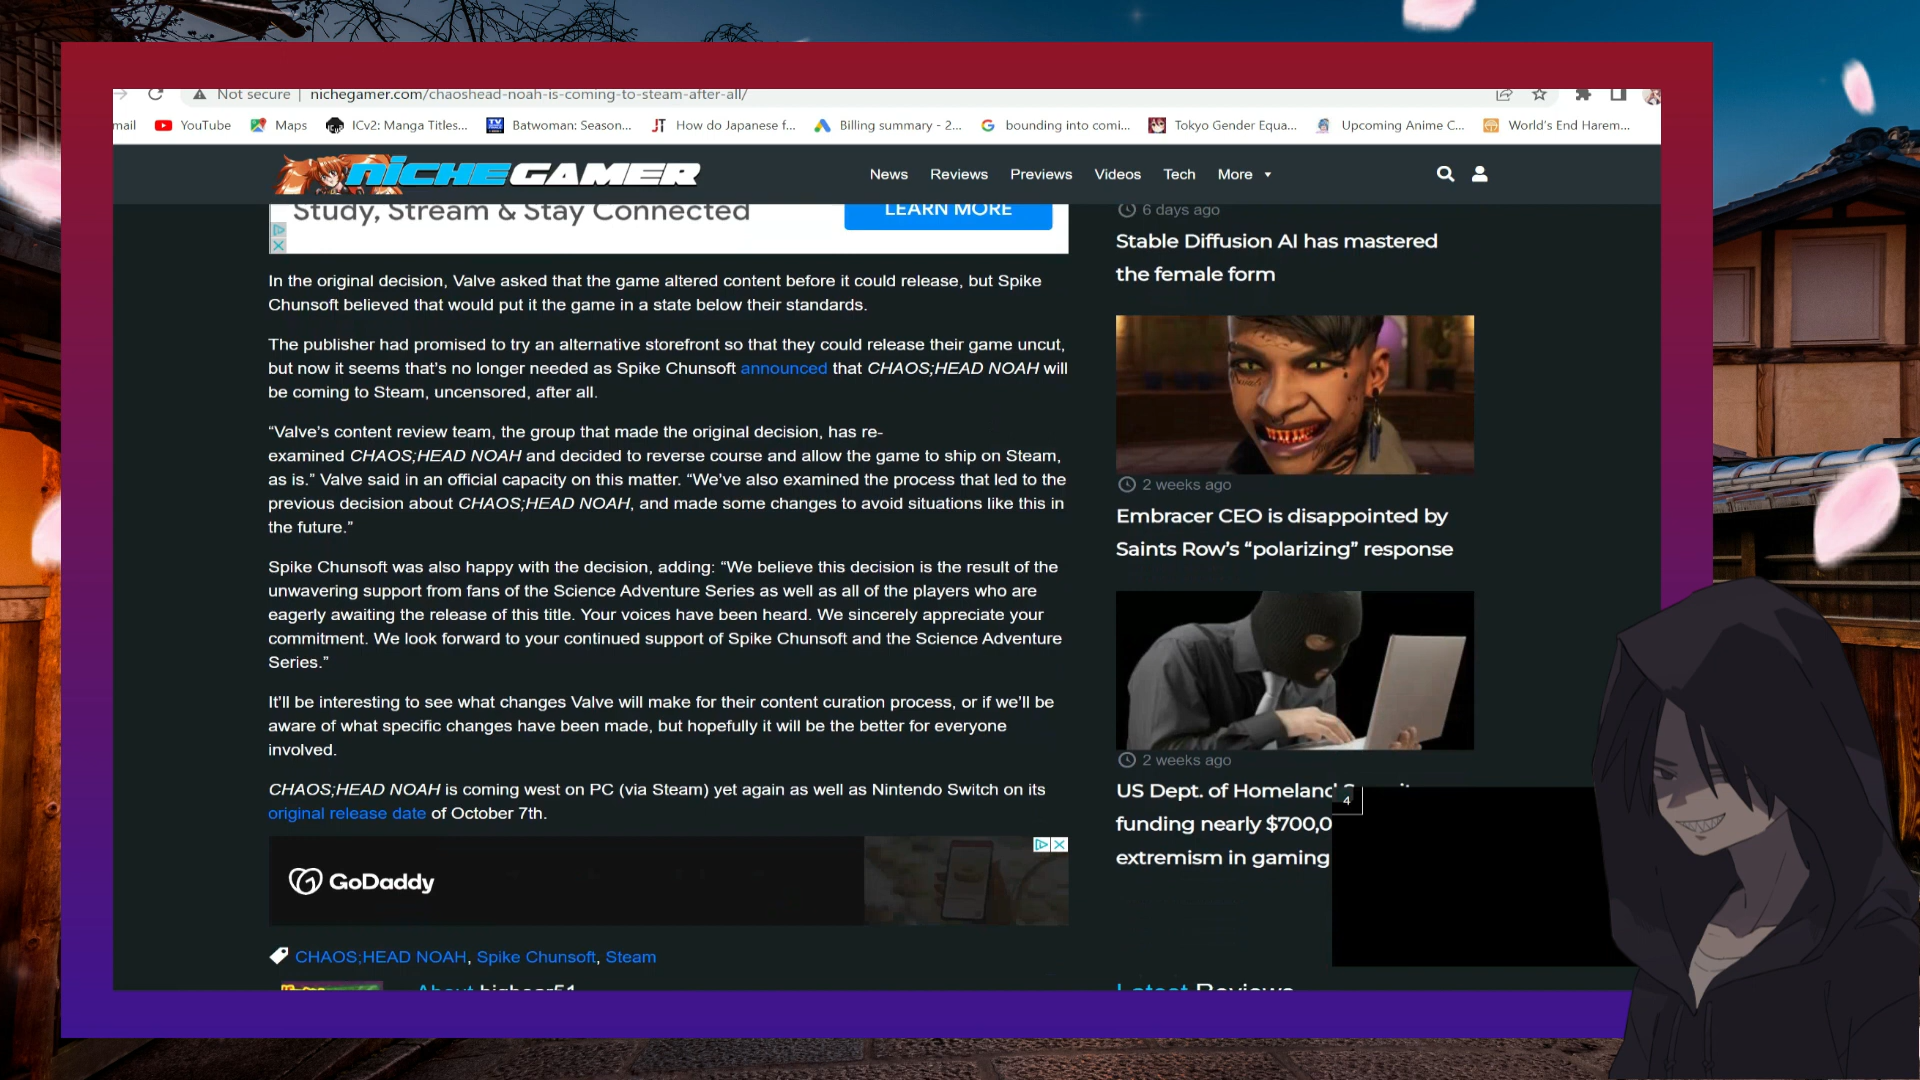 Not secure | nichegamer.com/chaoshead-noah-is-coming-to-steam-after-all/
mail YouTube Maps ICv2: Manga Titles... Batwoman: Season... How do Japanese f... Billing summary - 2... bounding into comi... Tokyo Gender Equa... Upcoming Anime C... World's End Harem...
NICHEGAMER
News Reviews Previews Videos Tech More
Study, Stream & Stay Connected
LEARN MORE
In the original decision, Valve asked that the game altered content before it could release, but Spike
Chunsoft believed that would put it the game in a state below their standards.
The publisher had promised to try an alternative storefront so that they could release their game uncut,
but now it seems that's no longer needed as Spike Chunsoft announced that CHAOS;HEAD NOAH will
be coming to Steam, uncensored, after all.
“Valve's content review team, the group that made the original decision, has re-
examined CHAOS;HEAD NOAH and decided to reverse course and allow the game to ship on Steam,
as is.” Valve said in an official capacity on this matter. “We've also examined the process that led to the
previous decision about CHAOS;HEAD NOAH, and made some changes to avoid situations like this in
the future.”
Spike Chunsoft was also happy with the decision, adding: “We believe this decision is the result of the
unwavering support from fans of the Science Adventure Series as well as all of the players who are
eagerly awaiting the release of this title. Your voices have been heard. We sincerely appreciate your
commitment. We look forward to your continued support of Spike Chunsoft and the Science Adventure
Series.”
It'll be interesting to see what changes Valve will make for their content curation process, or if we'll be
aware of what specific changes have been made, but hopefully it will be the better for everyone
involved.
CHAOS;HEAD NOAH is coming west on PC (via Steam) yet again as well as Nintendo Switch on its
original release date of October 7th.
GoDaddy
CHAOS;HEAD NOAH, Spike Chunsoft, Steam
About bigbear51
6 days ago
Stable Diffusion AI has mastered
the female form
2 weeks ago
Embracer CEO is disappointed by
Saints Row's “polarizing” response
2 weeks ago
US Dept. of Homeland
funding nearly $700,0
extremism in gaming
4
Latest Reviews